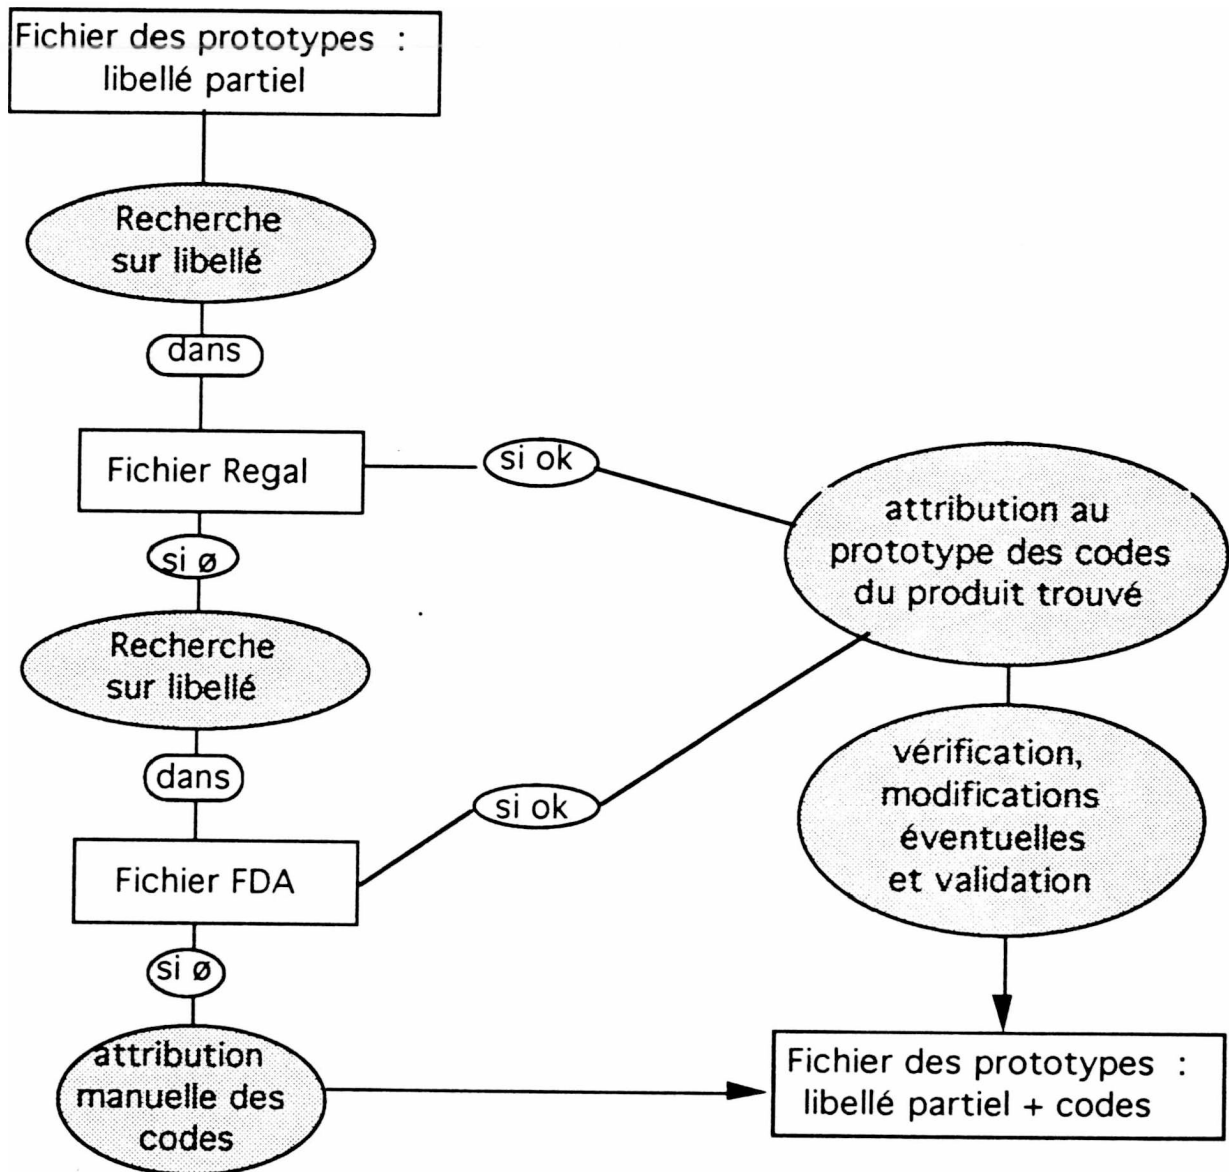 Fichier des prototypes :
libellé partiel
Recherche
sur libellé
dans
Fichier Regal
si ok
si ø
Recherche
sur libellé
dans
Fichier FDA
si ok
si ø
attribution
manuelle des
codes
attribution au
prototype des codes
du produit trouvé
vérification,
modifications
éventuelles
et validation
Fichier des prototypes :
libellé partiel + codes